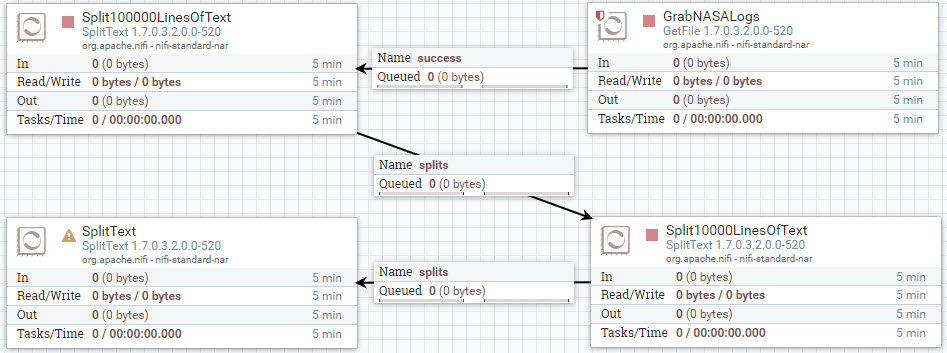 Split100000LinesOfText
SplitText 1.7.0.3.2.0.0-520
org.apache.nifi - nifi-standard-nar
In 0 (0 bytes) 5 min
Read/Write 0 bytes / 0 bytes 5 min
Out 0 (0 bytes) 5 min
Tasks/Time 0 / 00:00:00.000 5 min
Name success
Queued 0 (0 bytes)
GrabNASALogs
GetFile 1.7.0.3.2.0.0-520
org.apache.nifi - nifi-standard-nar
In 0 (0 bytes) 5 min
Read/Write 0 bytes / 0 bytes 5 min
Out 0 (0 bytes) 5 min
Tasks/Time 0 / 00:00:00.000 5 min
Name splits
Queued 0 (0 bytes)
SplitText
SplitText 1.7.0.3.2.0.0-520
org.apache.nifi - nifi-standard-nar
In 0 (0 bytes) 5 min
Read/Write 0 bytes / 0 bytes 5 min
Out 0 (0 bytes) 5 min
Tasks/Time 0 / 00:00:00.000 5 min
Name splits
Queued 0 (0 bytes)
Split10000LinesOfText
SplitText 1.7.0.3.2.0.0-520
org.apache.nifi - nifi-standard-nar
In 0 (0 bytes) 5 min
Read/Write 0 bytes / 0 bytes 5 min
Out 0 (0 bytes) 5 min
Tasks/Time 0 / 00:00:00.000 5 min